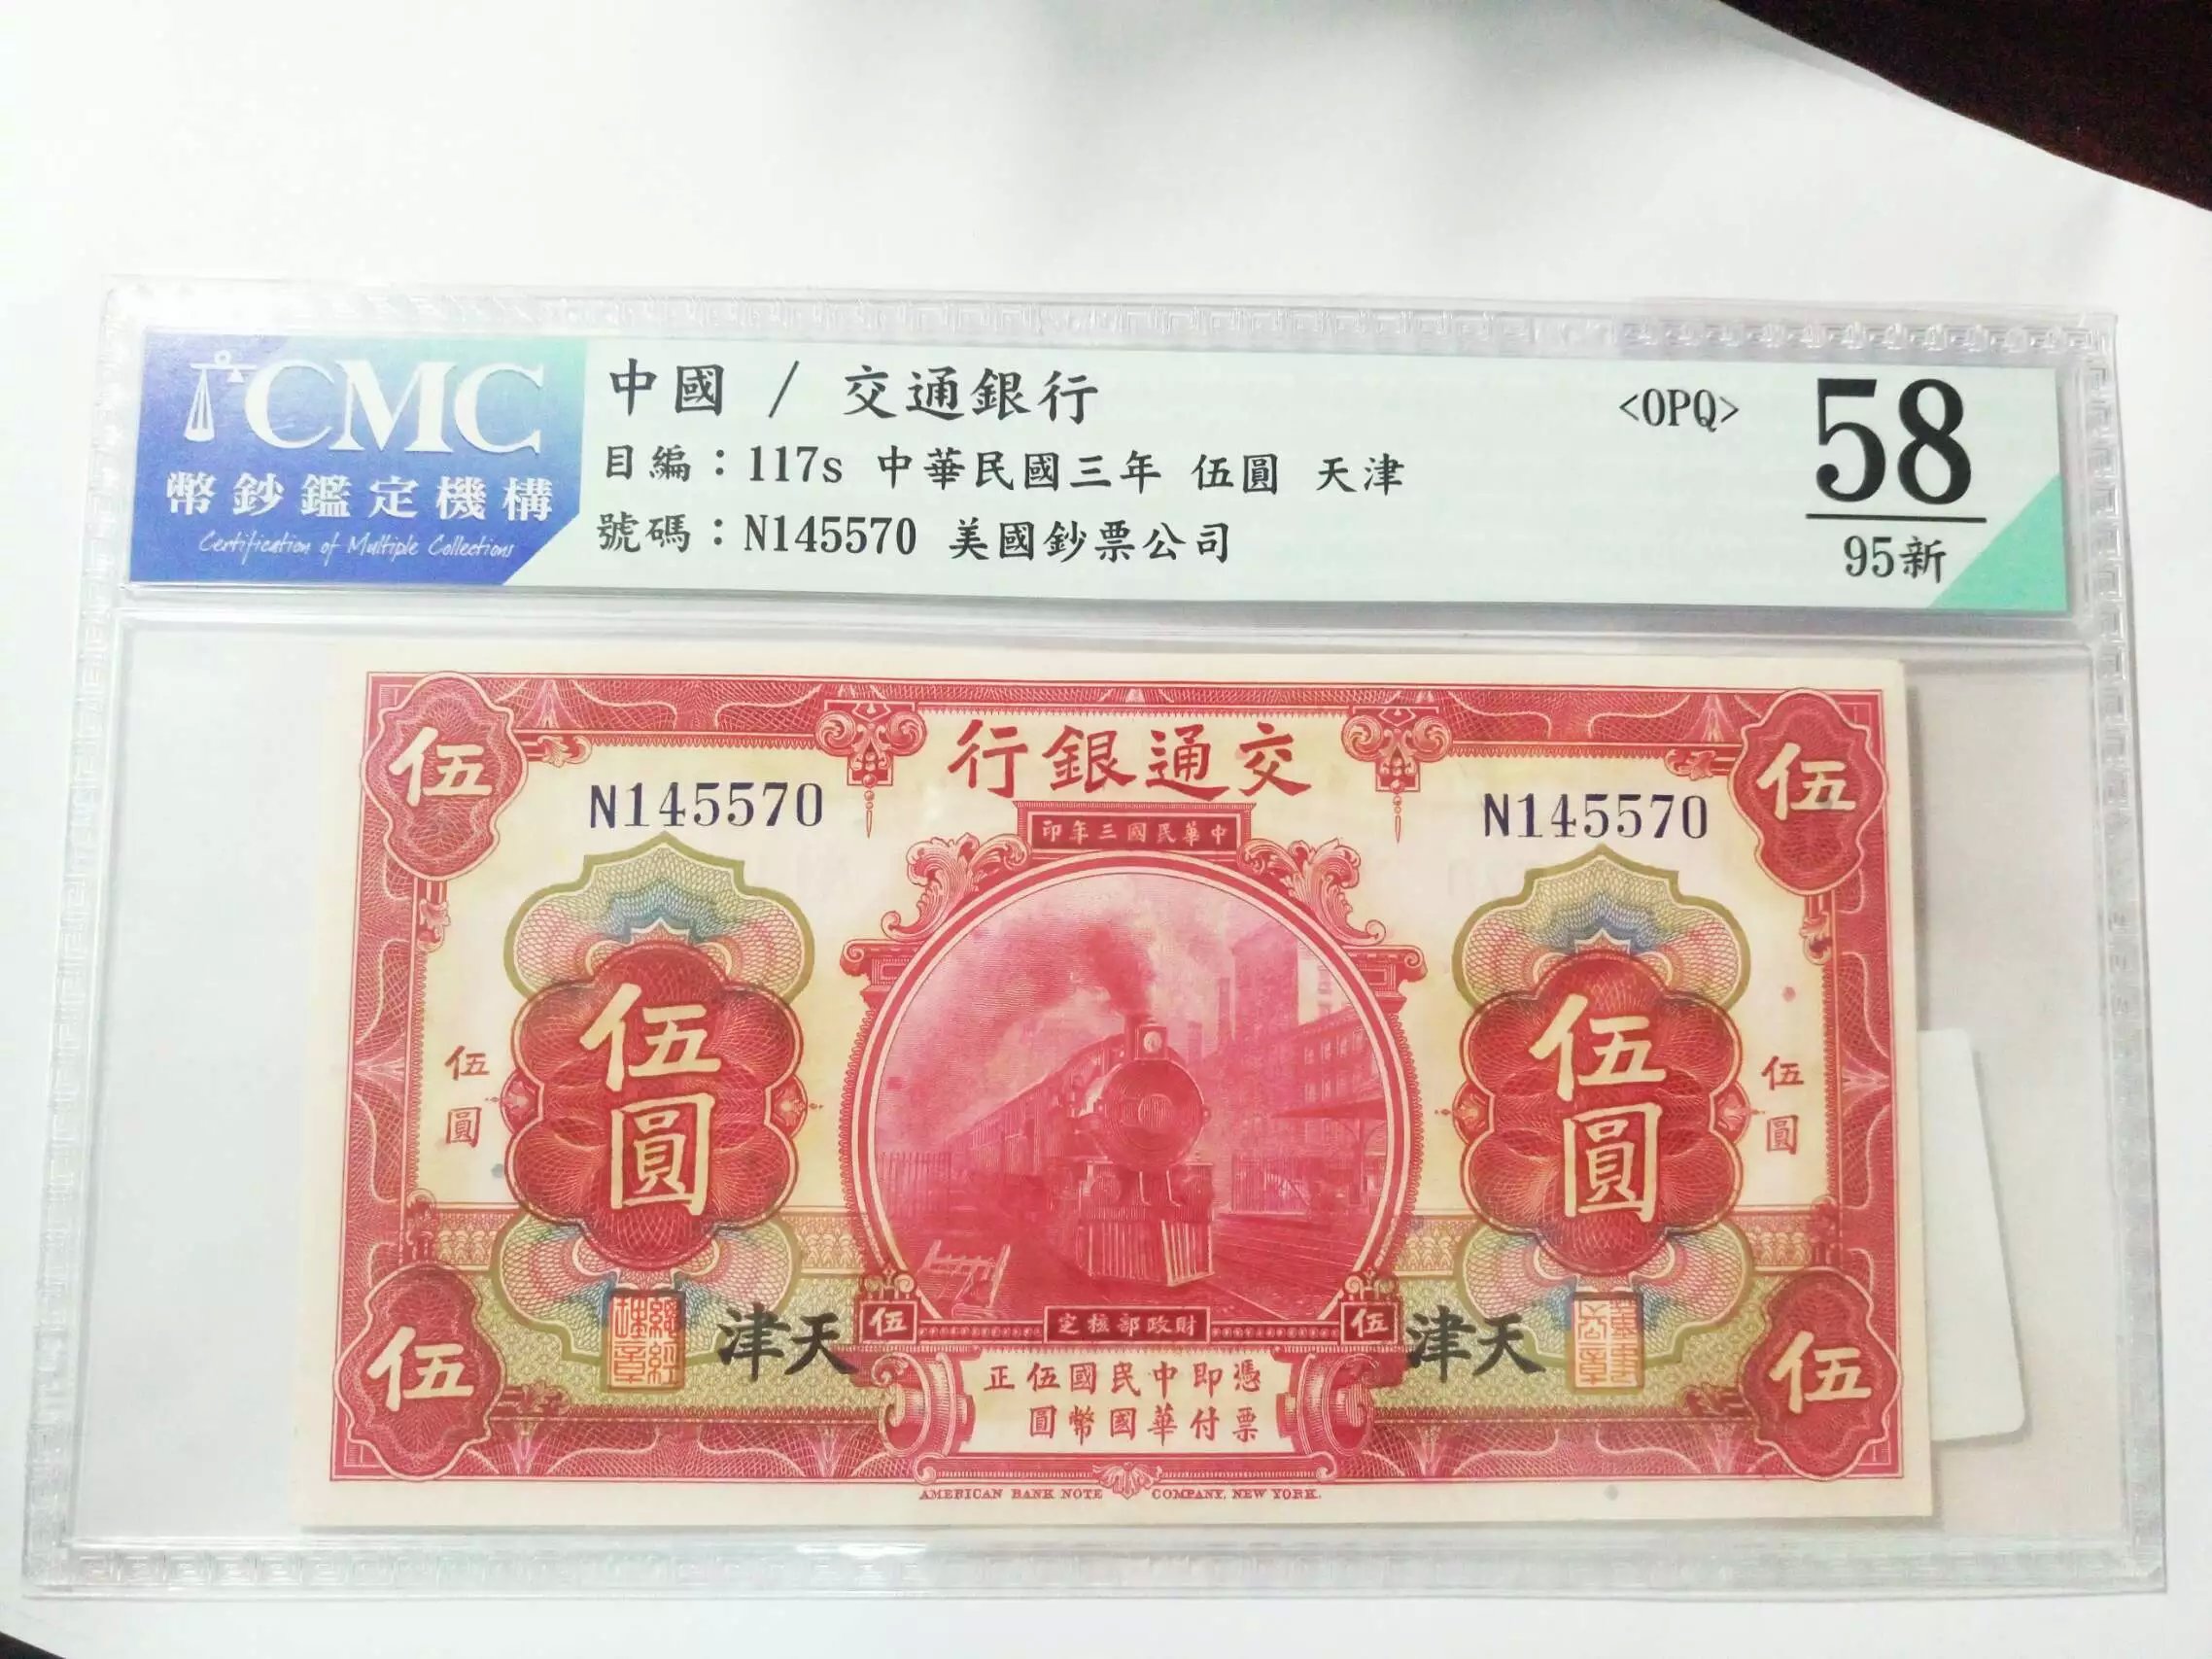 CMC
幣鈔鑑定機構
Certification of Multiple Collections
中國 / 交通銀行
目編：117s 中華民國三年 伍圓 天津
號碼：N145570 美國鈔票公司
<OPQ>
58
95新
伍
行銀通交
伍
N145570
N145570
印年三國民華中
伍圓
伍圓
伍圓
伍圓
津天
伍
定核部政財
伍
津天
伍
正伍國民中即憑
圓幣國華付票
伍
AMERICAN BANK NOTE COMPANY, NEW YORK.